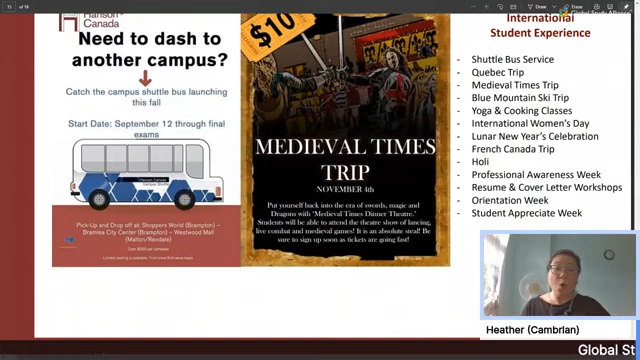 15 of 19
Draw
Erase
Global Study Alliance
Hanson
Canada
Need to dash to
another campus?
Catch the campus shuttle bus launching
this fall
Start Date: September 12 through final
exams
Hanson Canada
Campus Shuttle
Pick-Up and Drop off at: Shoppers World (Brampton) –
Bramlea City Center (Brampton) – Westwood Mall
(Malton/Rexdale)
Limited seating is available. First come first serve basis.
$10
MEDIEVAL TIMES
TRIP
NOVEMBER 4th
Put yourself back into the era of swords, magic and
Dragons with "Medieval Times Dinner Theatre."
Students will be able to attend the theatre show of lancing,
live combat and medieval games! It is an absolute steal! Be
sure to sign up soon as tickets are going fast!
International
Student Experience
• Shuttle Bus Service
• Quebec Trip
• Medieval Times Trip
• Blue Mountain Ski Trip
• Yoga & Cooking Classes
• International Women's Day
• Lunar New Year's Celebration
• French Canada Trip
• Holi
• Professional Awareness Week
• Resume & Cover Letter Workshops
• Orientation Week
• Student Appreciate Week
Heather (Cambrian)
Global St